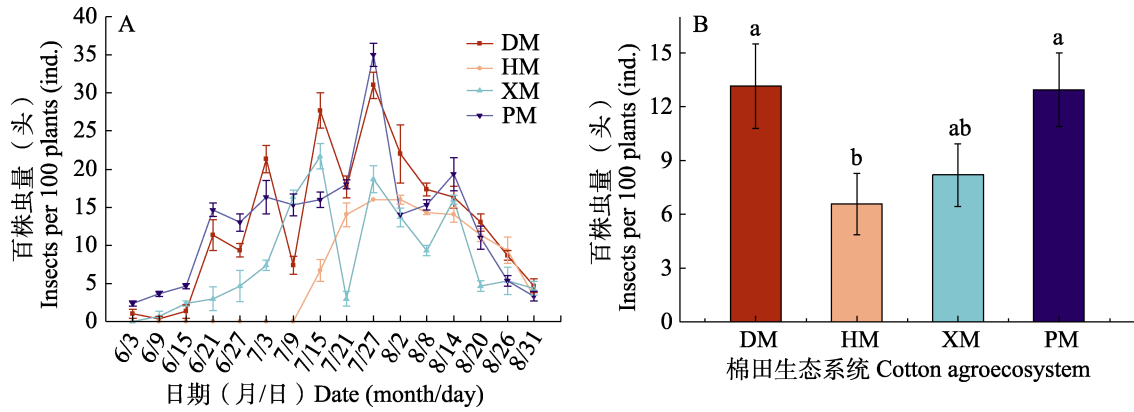 A
40
35
30
25
20
15
10
5
0
百株虫量（头）
Insects per 100 plants (ind.)
DM
HM
XM
PM
6/3
6/9
6/15
6/21
6/27
7/3
7/9
7/15
7/21
7/27
8/2
8/8
8/14
8/20
8/26
8/31
日期（月/日）Date (month/day)
B
15
12
9
6
3
0
百株虫量（头）
Insects per 100 plants (ind.)
a
b
ab
a
DM
HM
XM
PM
棉田生态系统 Cotton agroecosystem